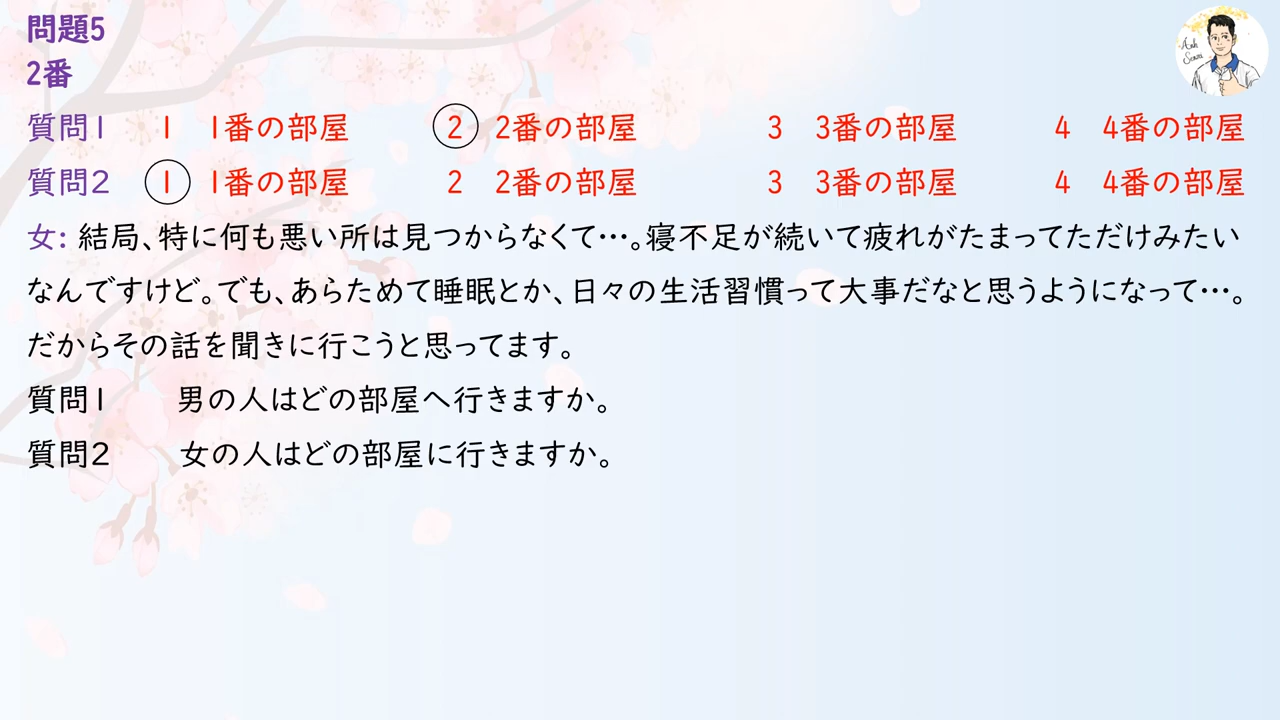 問題5
2番
質問1 1 1番の部屋 2 2番の部屋 3 3番の部屋 4 4番の部屋
質問2 1 1番の部屋 2 2番の部屋 3 3番の部屋 4 4番の部屋
女: 結局、特に何も悪い所は見つからなくて…。寝不足が続いて疲れがたまってただけみたい
なんですけど。でも、あらためて睡眠とか、日々の生活習慣って大事だなと思うようになって…。
だからその話を聞きに行こうと思ってます。
質問1 男の人はどの部屋へ行きますか。
質問2 女の人はどの部屋に行きますか。
Anh
Sensei